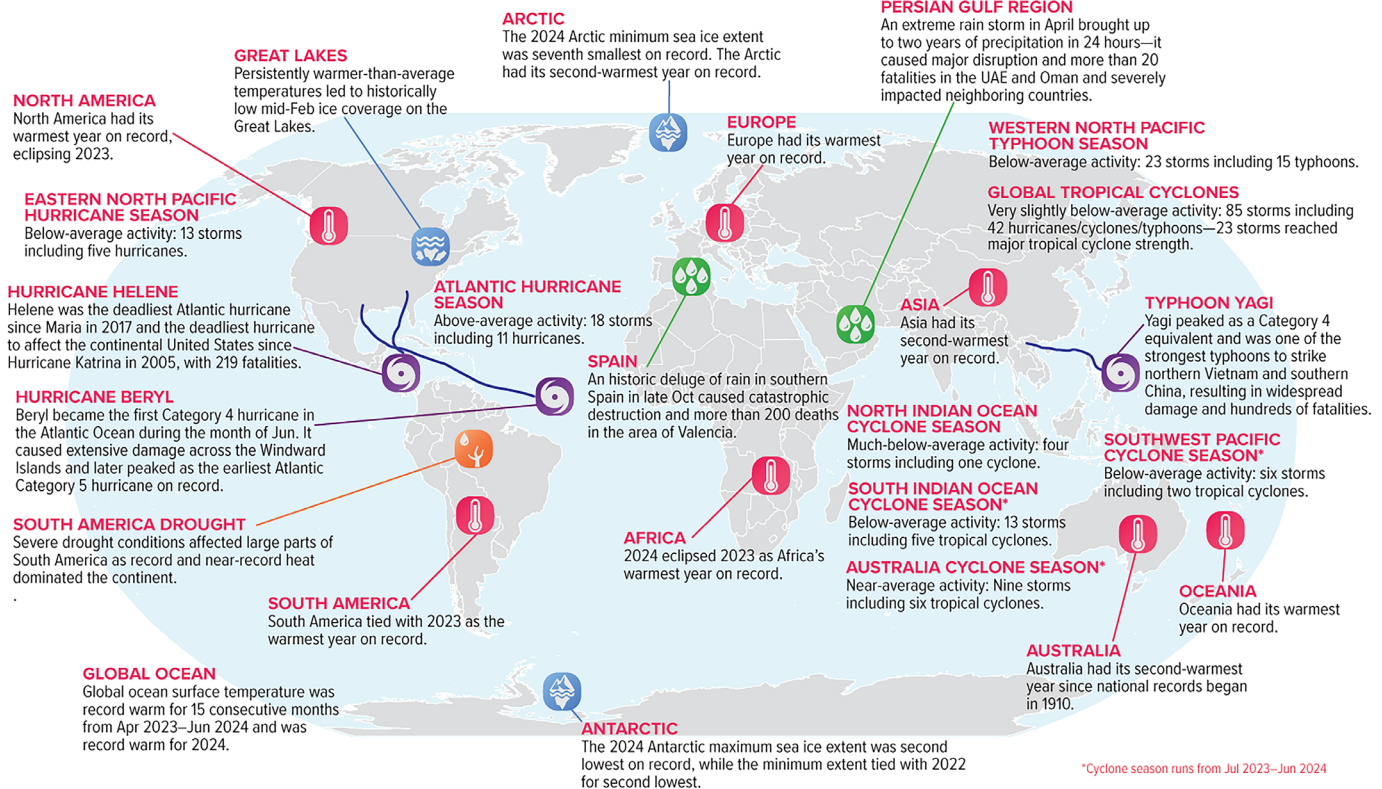 ARCTIC
The 2024 Arctic minimum sea ice extent
was seventh smallest on record. The Arctic
had its second-warmest year on record.
PERSIAN GULF REGION
An extreme rain storm in April brought up
to two years of precipitation in 24 hours—it
caused major disruption and more than 20
fatalities in the UAE and Oman and severely
impacted neighboring countries.
GREAT LAKES
Persistently warmer-than-average
temperatures led to historically
low mid-Feb ice coverage on the
Great Lakes.
NORTH AMERICA
North America had its
warmest year on record,
eclipsing 2023.
EUROPE
Europe had its warmest
year on record.
WESTERN NORTH PACIFIC
TYPHOON SEASON
Below-average activity: 23 storms including 15 typhoons.
EASTERN NORTH PACIFIC
HURRICANE SEASON
Below-average activity: 13 storms
including five hurricanes.
GLOBAL TROPICAL CYCLONES
Very slightly below-average activity: 85 storms including
42 hurricanes/cyclones/typhoons—23 storms reached
major tropical cyclone strength.
HURRICANE HELENE
Helene was the deadliest Atlantic hurricane
since Maria in 2017 and the deadliest hurricane
to affect the continental United States since
Hurricane Katrina in 2005, with 219 fatalities.
ATLANTIC HURRICANE
SEASON
Above-average activity: 18 storms
including 11 hurricanes.
ASIA
Asia had its
second-warmest
year on record.
TYPHOON YAGI
Yagi peaked as a Category 4
equivalent and was one of the
strongest typhoons to strike
northern Vietnam and southern
China, resulting in widespread
damage and hundreds of fatalities.
SPAIN
An historic deluge of rain in southern
Spain in late Oct caused catastrophic
destruction and more than 200 deaths
in the area of Valencia.
HURRICANE BERYL
Beryl became the first Category 4 hurricane in
the Atlantic Ocean during the month of Jun. It
caused extensive damage across the Windward
Islands and later peaked as the earliest Atlantic
Category 5 hurricane on record.
NORTH INDIAN OCEAN
CYCLONE SEASON
Much-below-average activity: four
storms including one cyclone.
SOUTHWEST PACIFIC
CYCLONE SEASON*
Below-average activity: six storms
including two tropical cyclones.
SOUTH INDIAN OCEAN
CYCLONE SEASON*
Below-average activity: 13 storms
including five tropical cyclones.
SOUTH AMERICA DROUGHT
Severe drought conditions affected large parts of
South America as record and near-record heat
dominated the continent.
.
AFRICA
2024 eclipsed 2023 as Africa's
warmest year on record.
AUSTRALIA CYCLONE SEASON*
Near-average activity: Nine storms
including six tropical cyclones.
OCEANIA
Oceania had its warmest
year on record.
SOUTH AMERICA
South America tied with 2023 as the
warmest year on record.
AUSTRALIA
Australia had its second-warmest
year since national records began
in 1910.
GLOBAL OCEAN
Global ocean surface temperature was
record warm for 15 consecutive months
from Apr 2023–Jun 2024 and was
record warm for 2024.
ANTARCTIC
The 2024 Antarctic maximum sea ice extent was second
lowest on record, while the minimum extent tied with 2022
for second lowest.
*Cyclone season runs from Jul 2023–Jun 2024